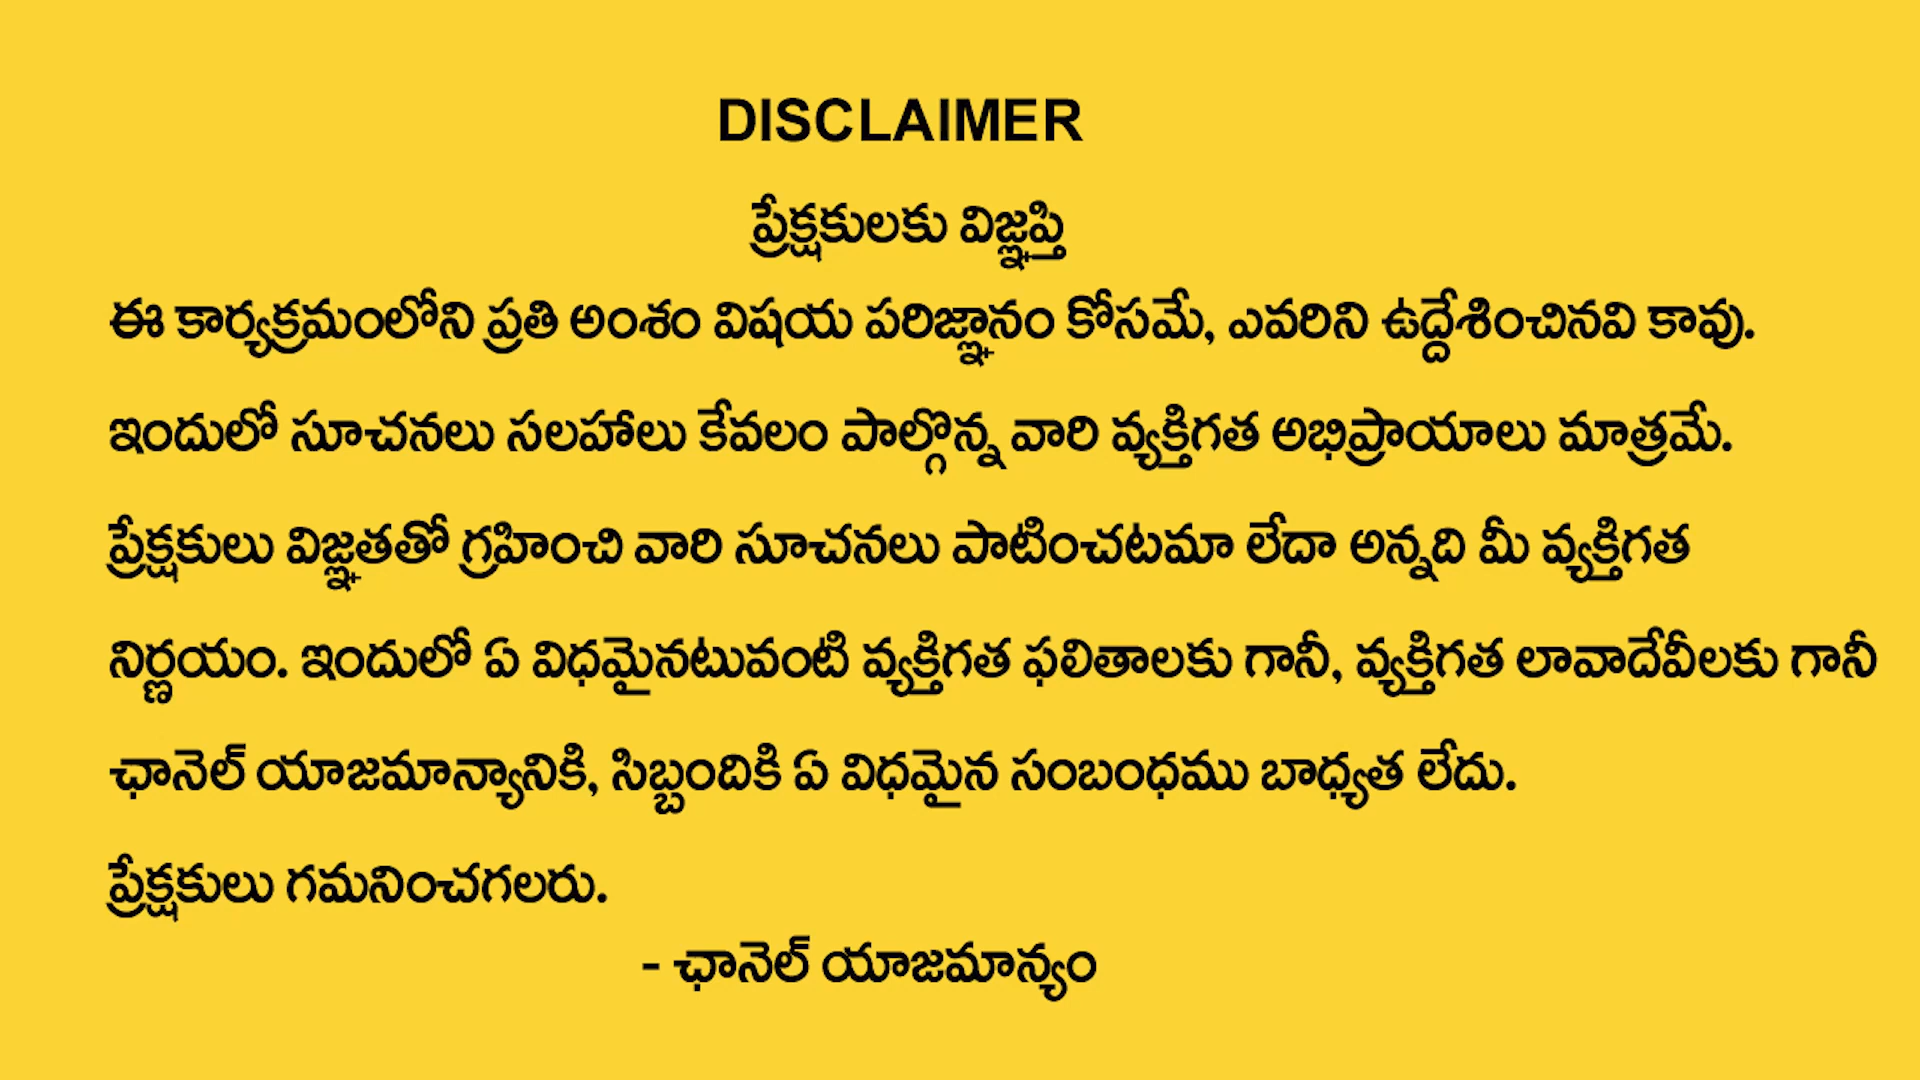 DISCLAIMER
ప్రేక్షకులకు విజ్ఞప్తి
ఈ కార్యక్రమంలోని ప్రతి అంశం విషయ పరిజ్ఞానం కోసమే, ఎవరిని ఉద్దేశించినవి కావు.
ఇందులో సూచనలు సలహాలు కేవలం పాల్గొన్న వారి వ్యక్తిగత అభిప్రాయాలు మాత్రమే.
ప్రేక్షకులు విజ్ఞతతో గ్రహించి వారి సూచనలు పాటించటమా లేదా అన్నది మీ వ్యక్తిగత
నిర్ణయం. ఇందులో ఏ విధమైనటువంటి వ్యక్తిగత ఫలితాలకు గానీ, వ్యక్తిగత లావాదేవీలకు గానీ
ఛానెల్ యాజమాన్యానికి, సిబ్బందికి ఏ విధమైన సంబంధము బాధ్యత లేదు.
ప్రేక్షకులు గమనించగలరు.
- ఛానెల్ యాజమాన్యం